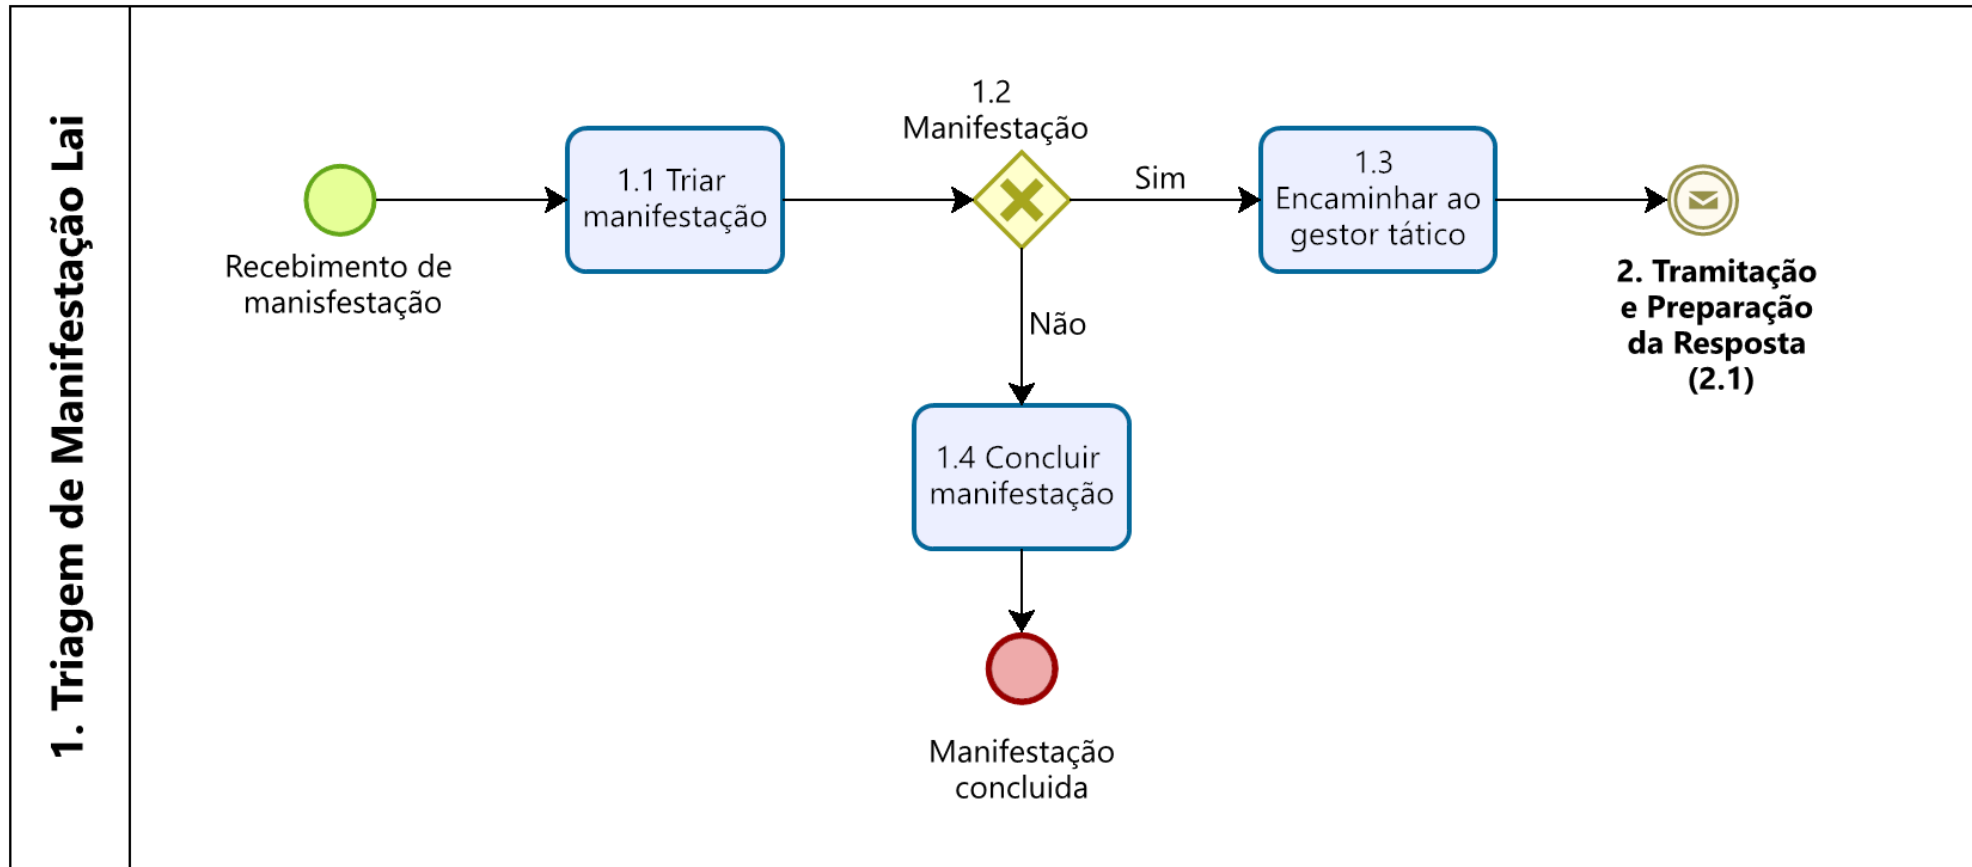 1. Triagem de Manifestação Lai
Recebimento de
manisfestação
1.1 Triar
manifestação
1.2
Manifestação
Sim
Não
1.3
Encaminhar ao
gestor tático
2. Tramitação
e Preparação
da Resposta
(2.1)
1.4 Concluir
manifestação
Manifestação
concluida